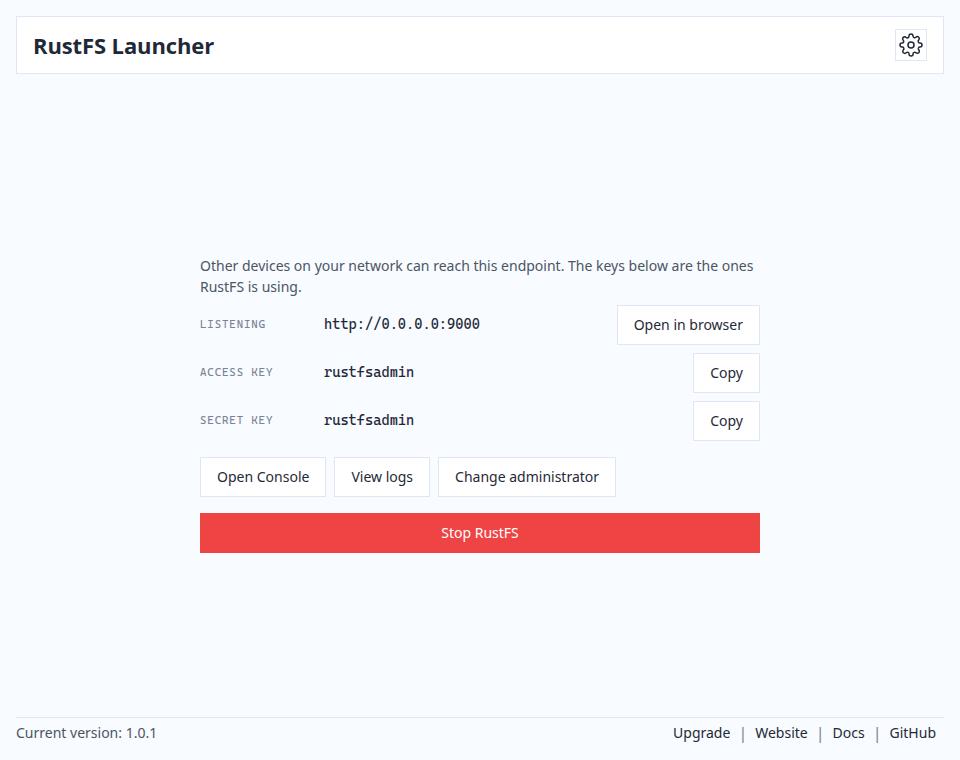 RustFS Launcher
Other devices on your network can reach this endpoint. The keys below are the ones
RustFS is using.
LISTENING http://0.0.0.0:9000 Open in browser
ACCESS KEY rustfsadmin Copy
SECRET KEY rustfsadmin Copy
Open Console View logs Change administrator
Stop RustFS
Current version: 1.0.1 Upgrade | Website | Docs | GitHub